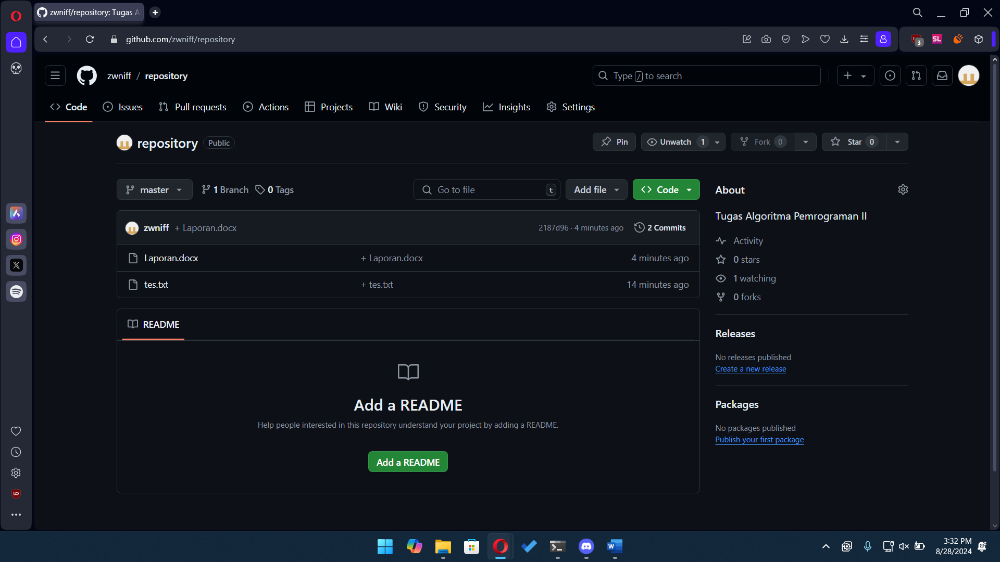 zwniff/repository: Tugas A
github.com/zwniff/repository
3
SL
zwniff / repository
Type / to search
Code
Issues
Pull requests
Actions
Projects
Wiki
Security
Insights
Settings
repository
Public
Pin
Unwatch 1
Fork 0
Star 0
master
1 Branch
0 Tags
Go to file
t
Add file
Code
zwniff + Laporan.docx
2187d96 · 4 minutes ago
2 Commits
Laporan.docx
+ Laporan.docx
4 minutes ago
tes.txt
+ tes.txt
14 minutes ago
README
Add a README
Help people interested in this repository understand your project by adding a README.
Add a README
About
Tugas Algoritma Pemrograman II
Activity
0 stars
1 watching
0 forks
Releases
No releases published
Create a new release
Packages
No packages published
Publish your first package
3:32 PM
8/28/2024